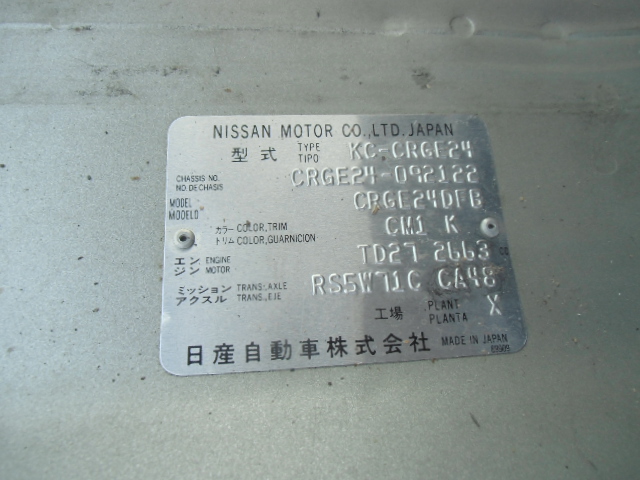 NISSAN MOTOR CO.,LTD.JAPAN
型式 TYPE TIPO KC-CRGE24
CHASSIS NO. NO.DE CHASIS CRGE24-092122
MODEL MODELO CRGE24DFB
カラー COLOR,TRIM トリム COLOR,GUARNICION CM1 K
エンジン ENGINE MOTOR TD27 2663 cc
ミッション TRANS.,AXLE アクスル TRANS.,EJE RS5W71C CA48
工場 PLANT PLANTA X
日産自動車株式会社 MADE IN JAPAN